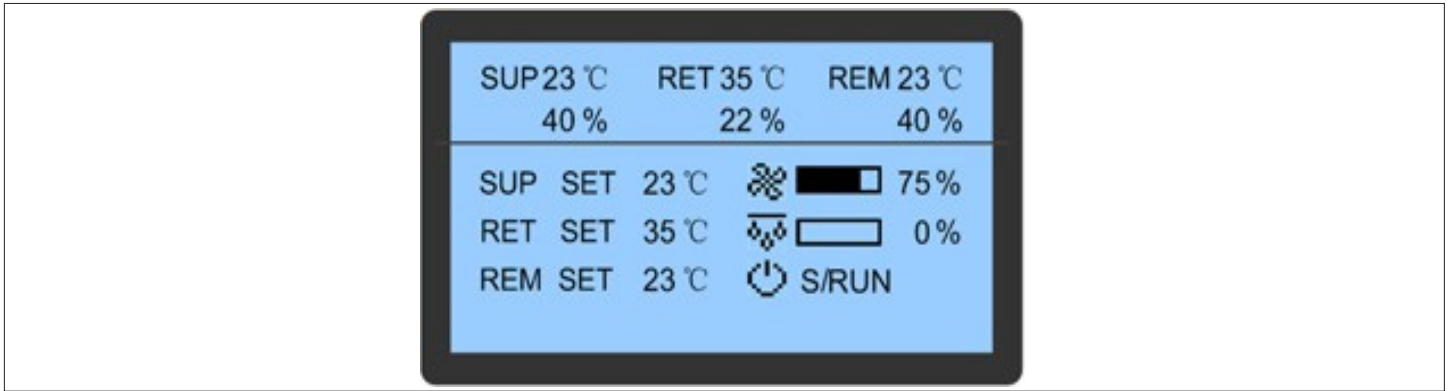 SUP 23 ℃ RET 35 ℃ REM 23 ℃
40 % 22 % 40 %
SUP SET 23 ℃ 75 %
RET SET 35 ℃ 0 %
REM SET 23 ℃ S/RUN